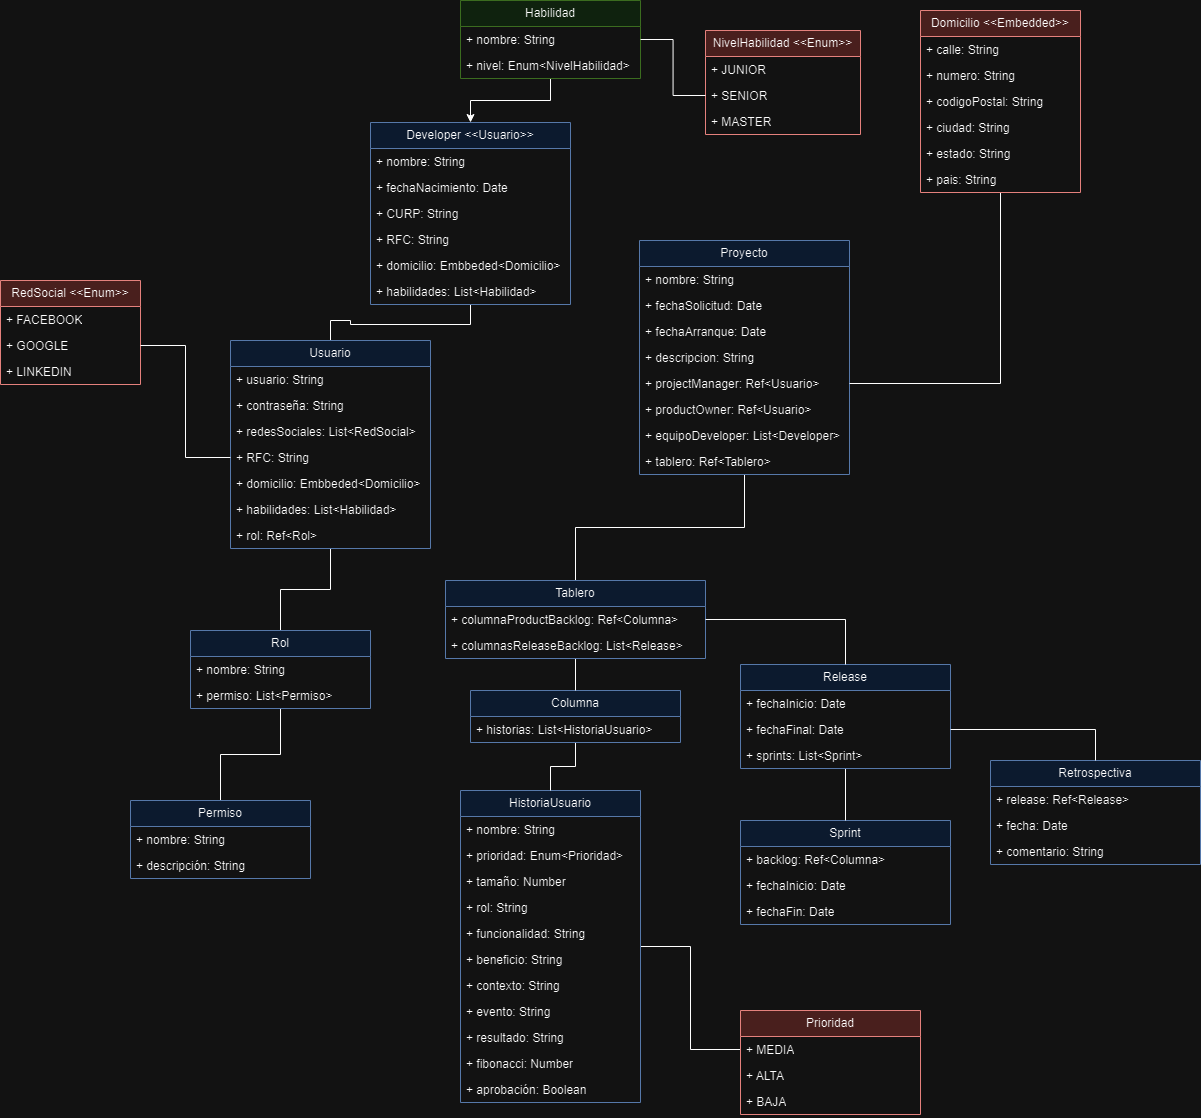 Habilidad
+ nombre: String
+ nivel: Enum<NivelHabilidad>
NivelHabilidad <<Enum>>
+ JUNIOR
+ SENIOR
+ MASTER
Domicilio <<Embedded>>
+ calle: String
+ numero: String
+ codigoPostal: String
+ ciudad: String
+ estado: String
+ pais: String
Developer <<Usuario>>
+ nombre: String
+ fechaNacimiento: Date
+ CURP: String
+ RFC: String
+ domicilio: Embbeded<Domicilio>
+ habilidades: List<Habilidad>
Proyecto
+ nombre: String
+ fechaSolicitud: Date
+ fechaArranque: Date
+ descripcion: String
+ projectManager: Ref<Usuario>
+ productOwner: Ref<Usuario>
+ equipoDeveloper: List<Developer>
+ tablero: Ref<Tablero>
RedSocial <<Enum>>
+ FACEBOOK
+ GOOGLE
+ LINKEDIN
Usuario
+ usuario: String
+ contraseña: String
+ redesSociales: List<RedSocial>
+ RFC: String
+ domicilio: Embbeded<Domicilio>
+ habilidades: List<Habilidad>
+ rol: Ref<Rol>
Rol
+ nombre: String
+ permiso: List<Permiso>
Permiso
+ nombre: String
+ descripción: String
Tablero
+ columnaProductBacklog: Ref<Columna>
+ columnasReleaseBacklog: List<Release>
Columna
+ historias: List<HistoriaUsuario>
Release
+ fechaInicio: Date
+ fechaFinal: Date
+ sprints: List<Sprint>
Retrospectiva
+ release: Ref<Release>
+ fecha: Date
+ comentario: String
Sprint
+ backlog: Ref<Columna>
+ fechaInicio: Date
+ fechaFin: Date
HistoriaUsuario
+ nombre: String
+ prioridad: Enum<Prioridad>
+ tamaño: Number
+ rol: String
+ funcionalidad: String
+ beneficio: String
+ contexto: String
+ evento: String
+ resultado: String
+ fibonacci: Number
+ aprobación: Boolean
Prioridad
+ MEDIA
+ ALTA
+ BAJA